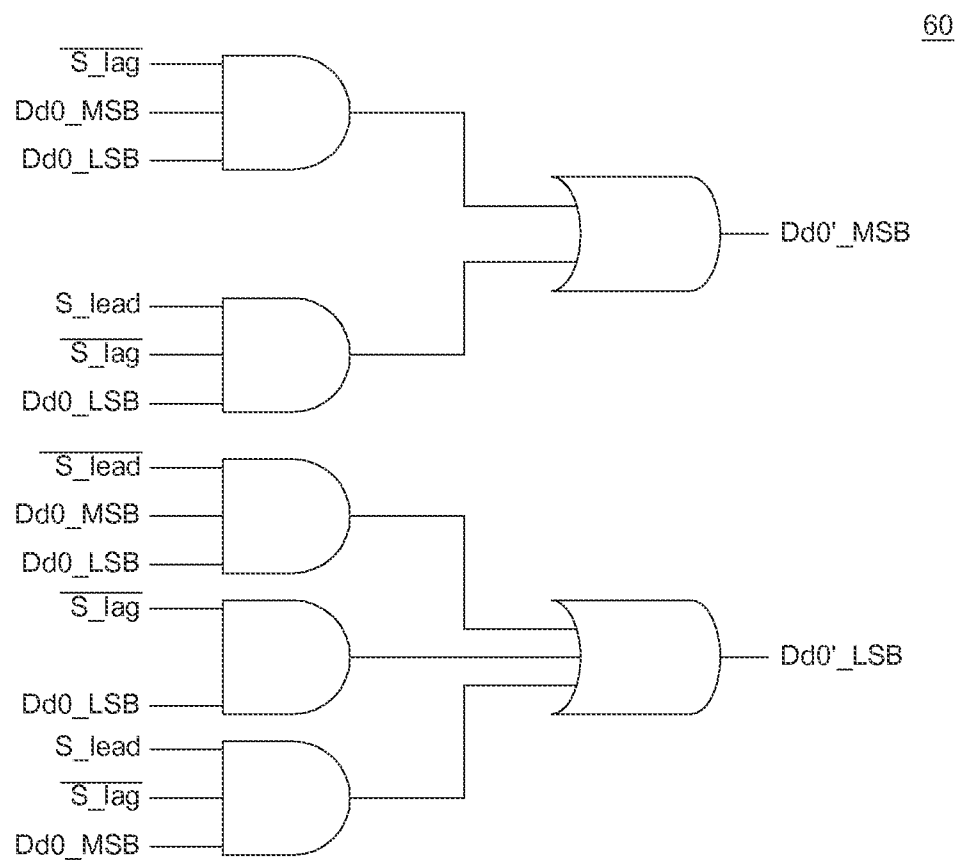 60
S_lag
Dd0_MSB
Dd0_LSB
Dd0'_MSB
S_lead
S_lag
Dd0_LSB
S_lead
Dd0_MSB
Dd0_LSB
S_lag
Dd0_LSB
Dd0'_LSB
S_lead
S_lag
Dd0_MSB